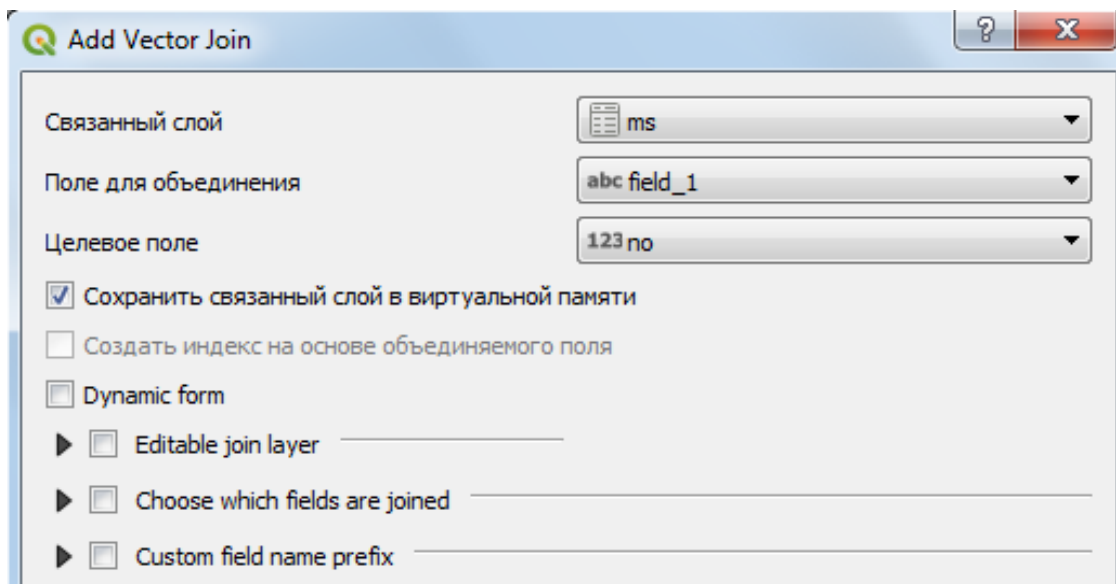 Add Vector Join
Связанный слой ms
Поле для объединения abc field_1
Целевое поле 123 no
Сохранить связанный слой в виртуальной памяти
Создать индекс на основе объединяемого поля
Dynamic form
Editable join layer
Choose which fields are joined
Custom field name prefix